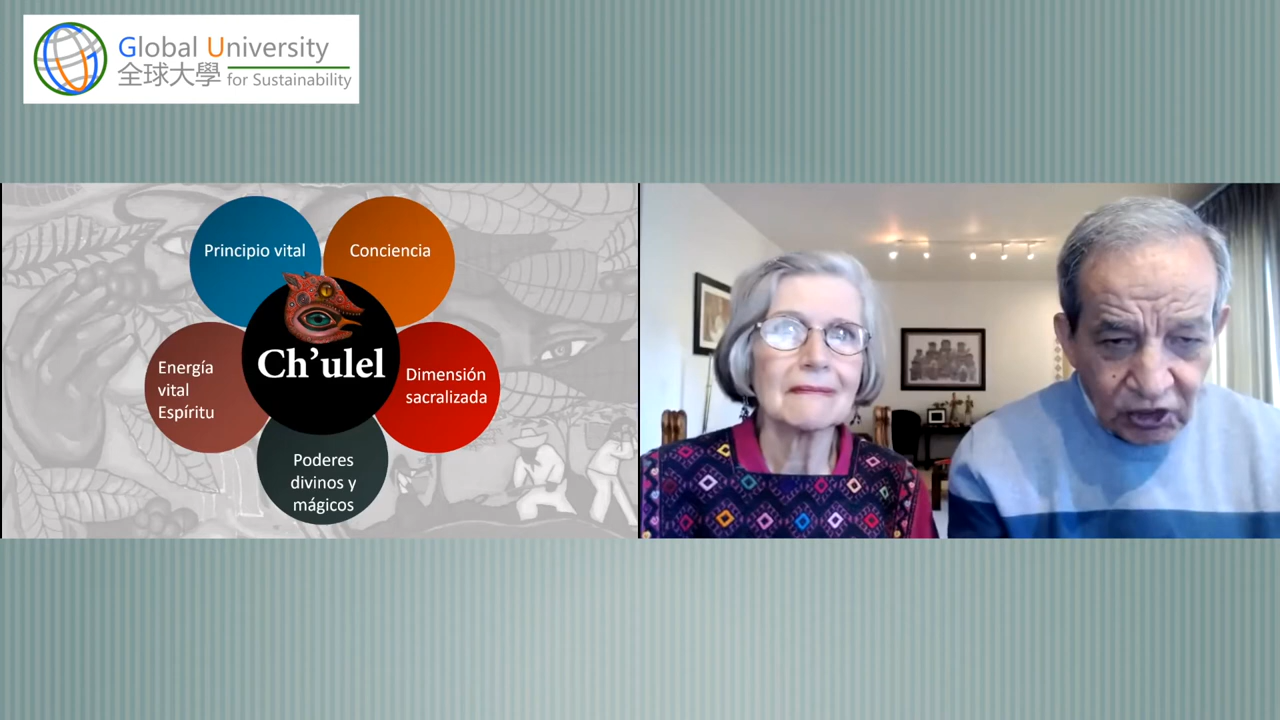 Global University
全球大學 for Sustainability
Principio vital
Conciencia
Ch’ulel
Energía
vital
Espíritu
Dimensión
sacralizada
Poderes
divinos y
mágicos